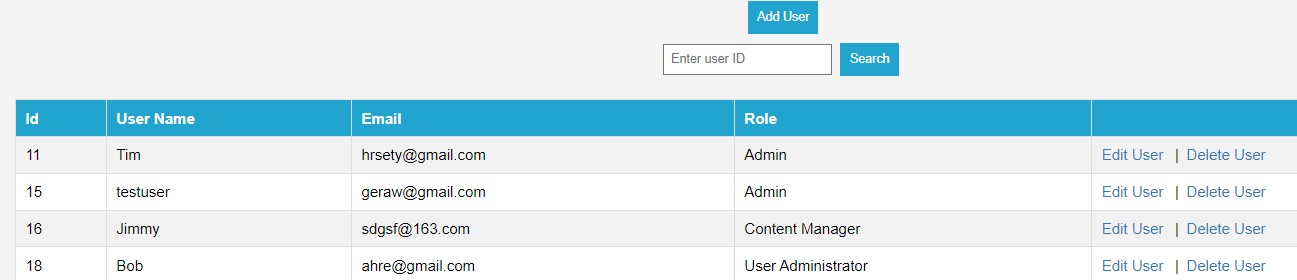 Add User
Enter user ID Search
Id User Name Email Role
11 Tim hrsety@gmail.com Admin Edit User | Delete User
15 testuser geraw@gmail.com Admin Edit User | Delete User
16 Jimmy sdgsf@163.com Content Manager Edit User | Delete User
18 Bob ahre@gmail.com User Administrator Edit User | Delete User